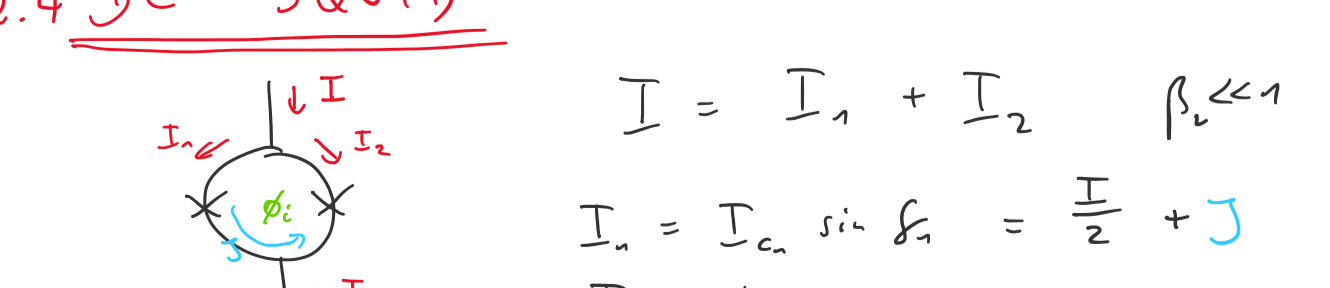 I
I = I₁ + I₂ β_L << 1
I₁ I₂
ϕᵢ
I₁ = I_c₁ sin δ₁ = I/2 + J
J
I